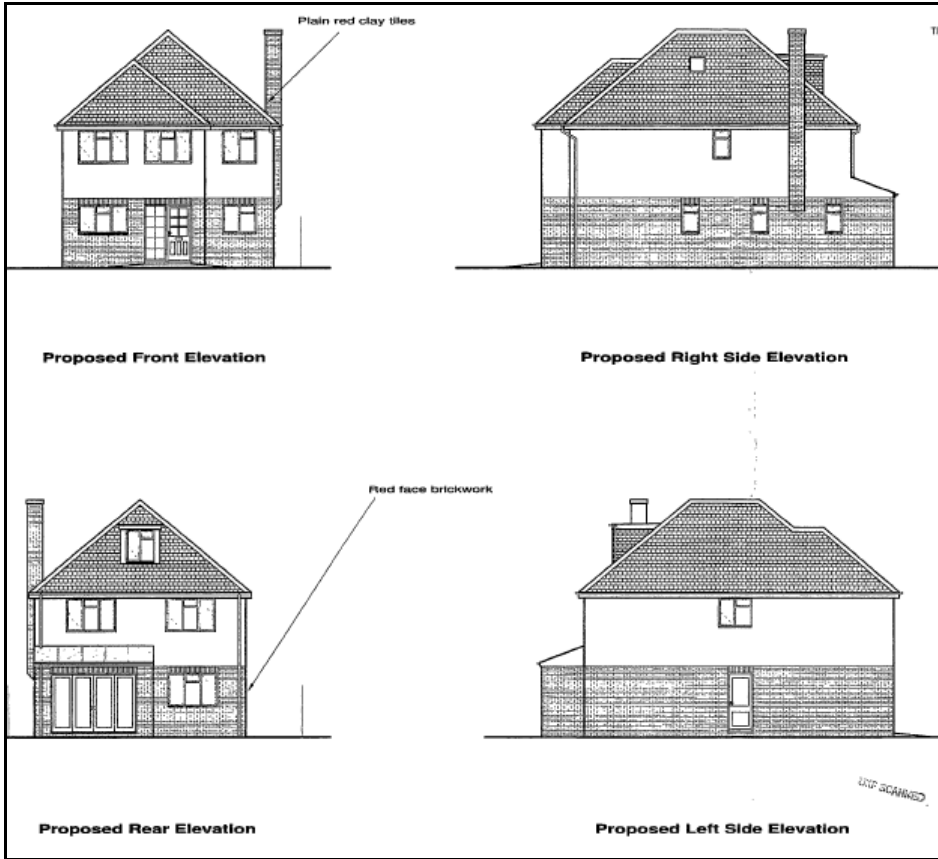 Plain red clay tiles
Proposed Front Elevation
Proposed Right Side Elevation
Red face brickwork
SCANNED
Proposed Rear Elevation
Proposed Left Side Elevation